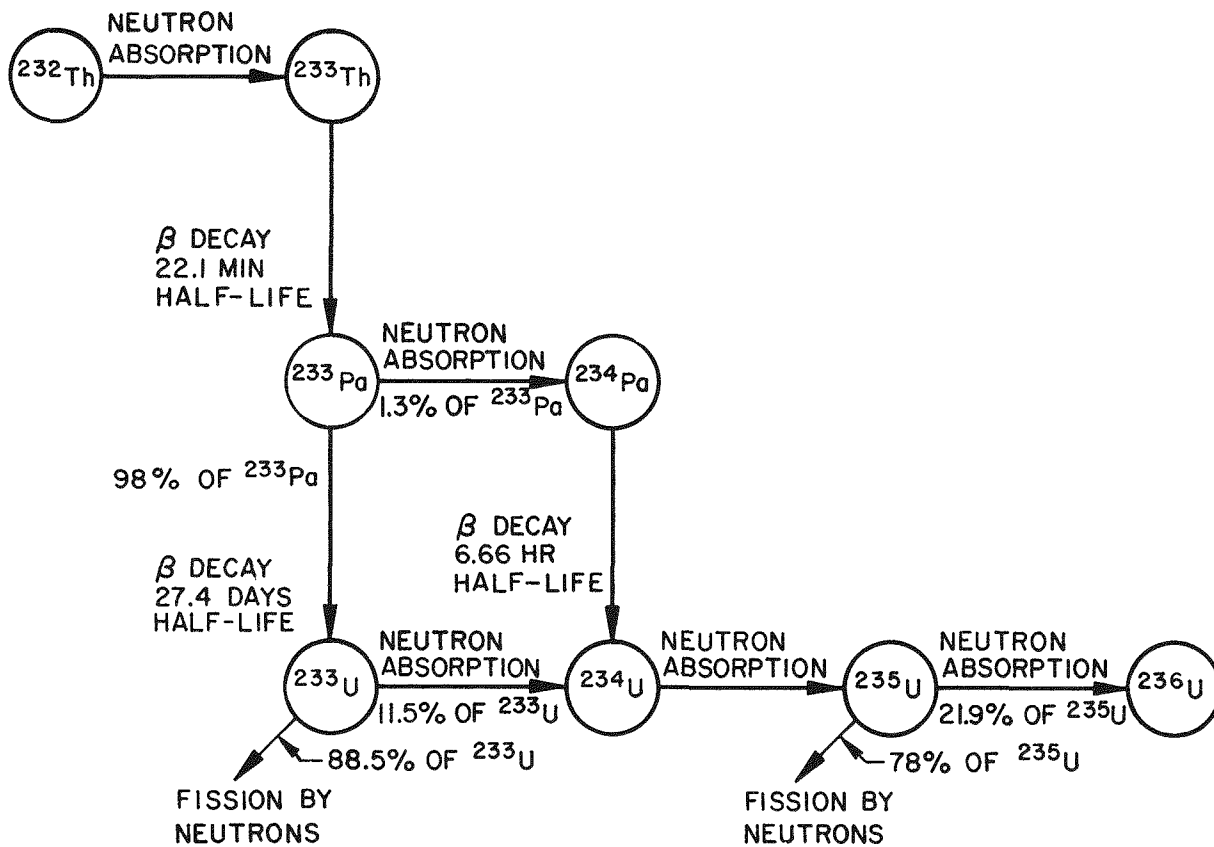 NEUTRON
ABSORPTION
²³²Th
²³³Th
β DECAY
22.1 MIN
HALF-LIFE
NEUTRON
ABSORPTION
²³³Pa
²³⁴Pa
1.3% OF ²³³Pa
98% OF ²³³Pa
β DECAY
6.66 HR
HALF-LIFE
β DECAY
27.4 DAYS
HALF-LIFE
NEUTRON
ABSORPTION
NEUTRON
ABSORPTION
NEUTRON
ABSORPTION
²³³U
²³⁴U
²³⁵U
²³⁶U
11.5% OF ²³³U
21.9% OF ²³⁵U
88.5% OF ²³³U
78% OF ²³⁵U
FISSION BY
NEUTRONS
FISSION BY
NEUTRONS